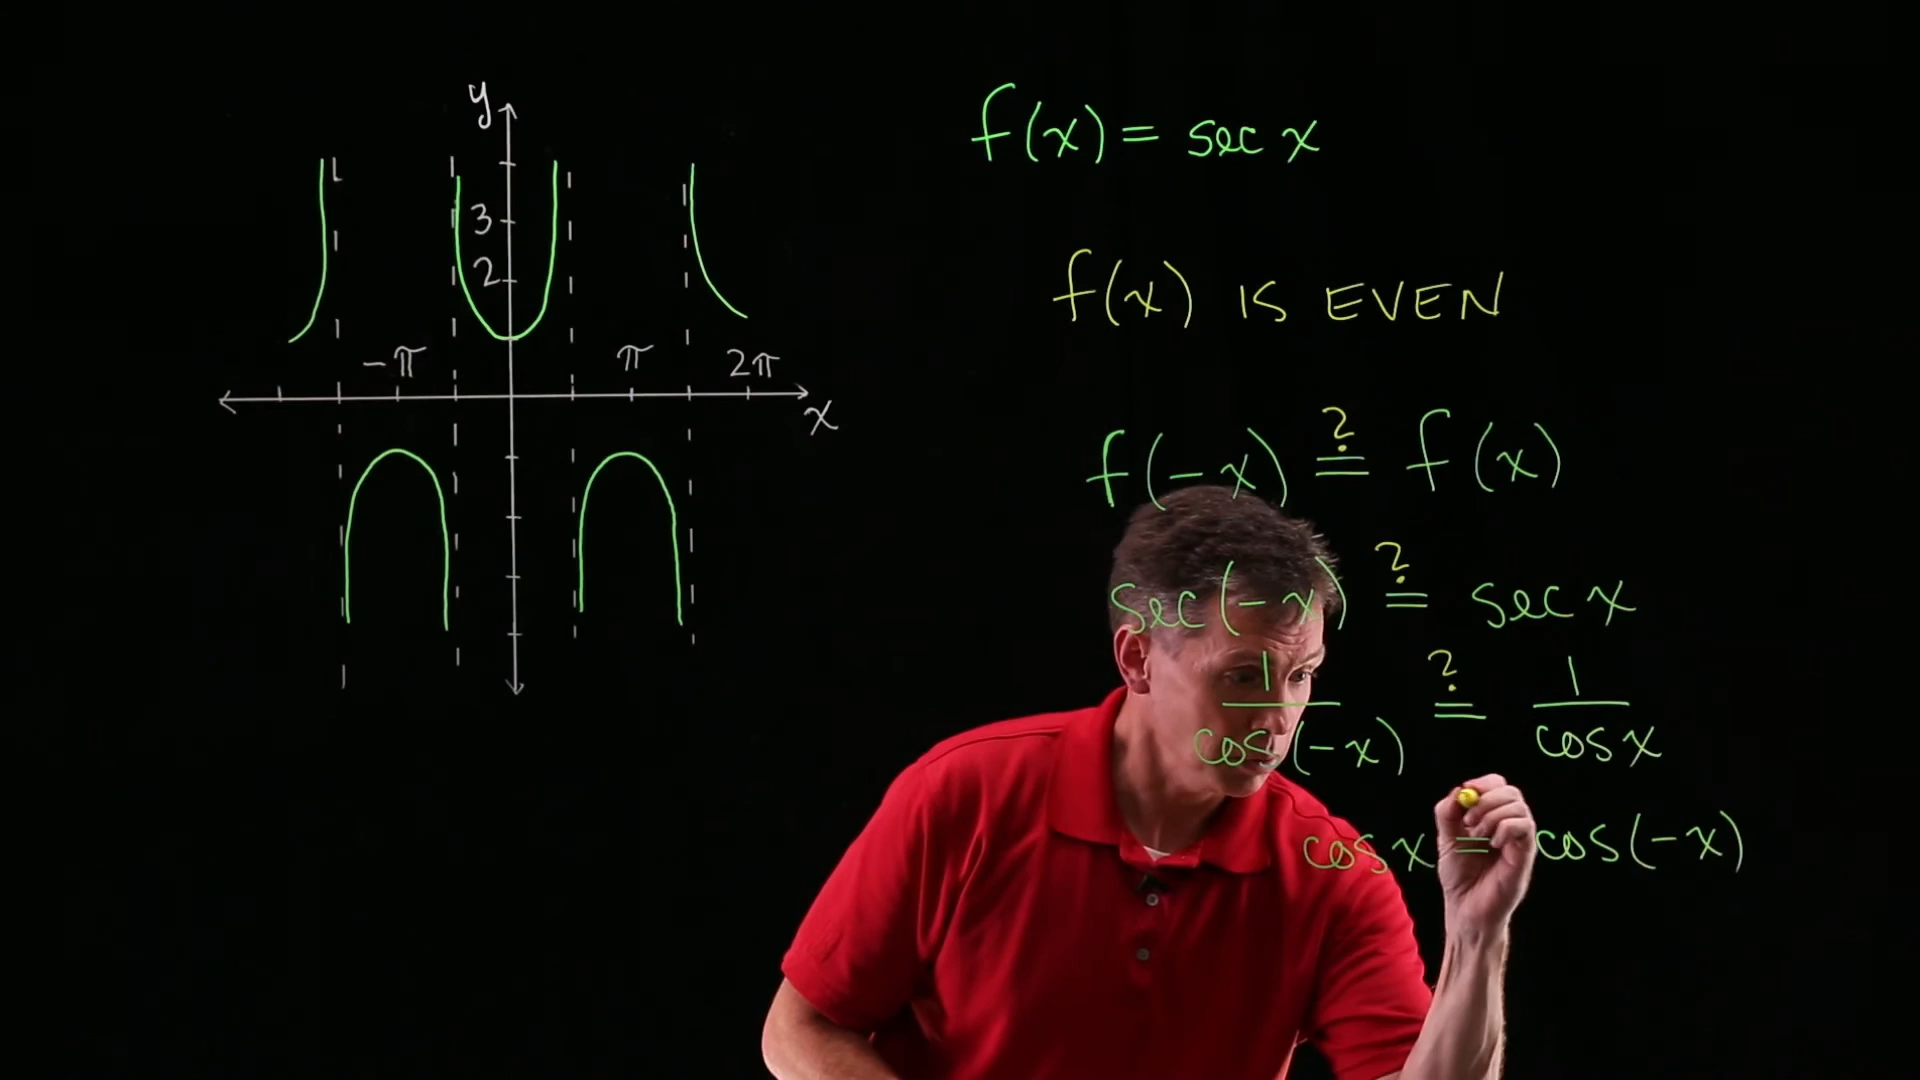 y
3
2
-π π 2π
x
f(x) = sec x
f(x) IS EVEN
f(-x) ≟ f(x)
sec(-x) ≟ sec x
1/cos(-x) ≟ 1/cos x
cos x = cos(-x)